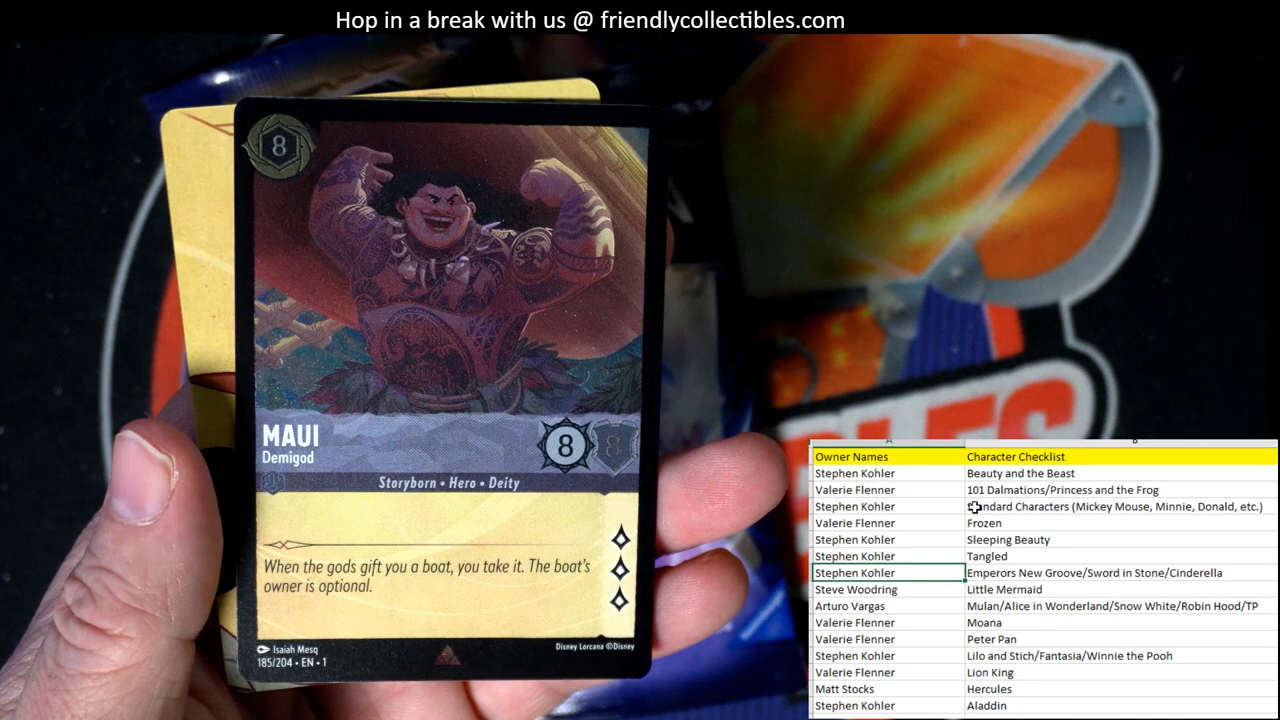 Hop in a break with us @ friendlycollectibles.com
8
MAUI
Demigod
8
8
Storyborn • Hero • Deity
When the gods gift you a boat, you take it. The boat's
owner is optional.
Isaiah Mesq
Disney Lorcana ©Disney
185/204 • EN • 1
BLES
Owner Names Character Checklist
Stephen Kohler Beauty and the Beast
Valerie Flenner 101 Dalmations/Princess and the Frog
Stephen Kohler Characters (Mickey Mouse, Minnie, Donald, etc.)
Valerie Flenner Frozen
Stephen Kohler Sleeping Beauty
Stephen Kohler Tangled
Stephen Kohler Emperors New Groove/Sword in Stone/Cinderella
Steve Woodring Little Mermaid
Arturo Vargas Mulan/Alice in Wonderland/Snow White/Robin Hood/TP
Valerie Flenner Moana
Valerie Flenner Peter Pan
Stephen Kohler Lilo and Stich/Fantasia/Winnie the Pooh
Valerie Flenner Lion King
Matt Stocks Hercules
Stephen Kohler Aladdin